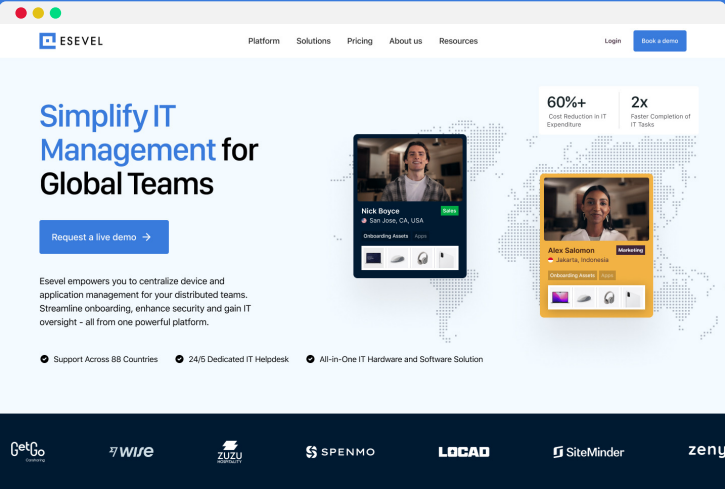 ESEVEL
Platform
Solutions
Pricing
About us
Resources
Login
Book a demo
Simplify IT
Management for
Global Teams
Request a live demo →
Esevel empowers you to centralize device and
application management for your distributed teams.
Streamline onboarding, enhance security and gain IT
oversight - all from one powerful platform.
60%+
Cost Reduction in IT
Expenditure
2x
Faster Completion of
IT Tasks
Nick Boyce
Sales
San Jose, CA, USA
Onboarding Assets
Apps
Alex Salomon
Marketing
Jakarta, Indonesia
Onboarding Assets
Apps
Support Across 88 Countries
24/5 Dedicated IT Helpdesk
All-in-One IT Hardware and Software Solution
GetGo
Carsharing
WISE
ZUZU
HOSPITALITY
SPENMO
LOCAD
SiteMinder
zeny